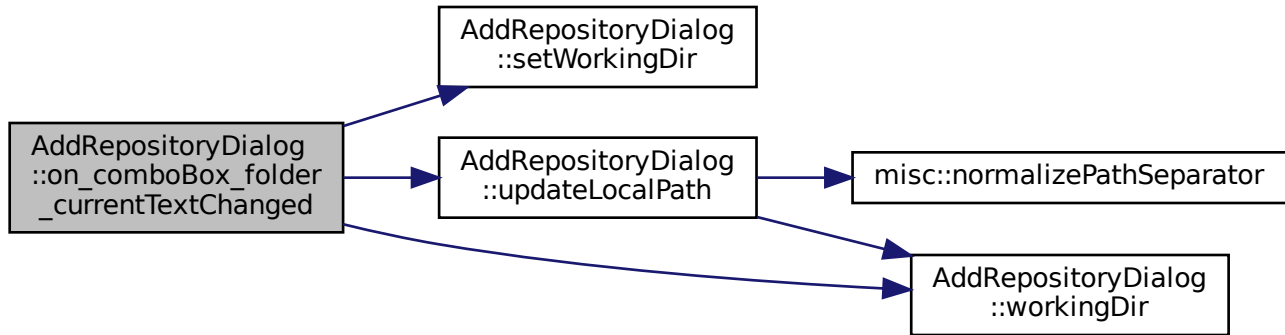 AddRepositoryDialog
::on_comboBox_folder
_currentTextChanged
AddRepositoryDialog
::setWorkingDir
AddRepositoryDialog
::updateLocalPath
misc::normalizePathSeparator
AddRepositoryDialog
::workingDir